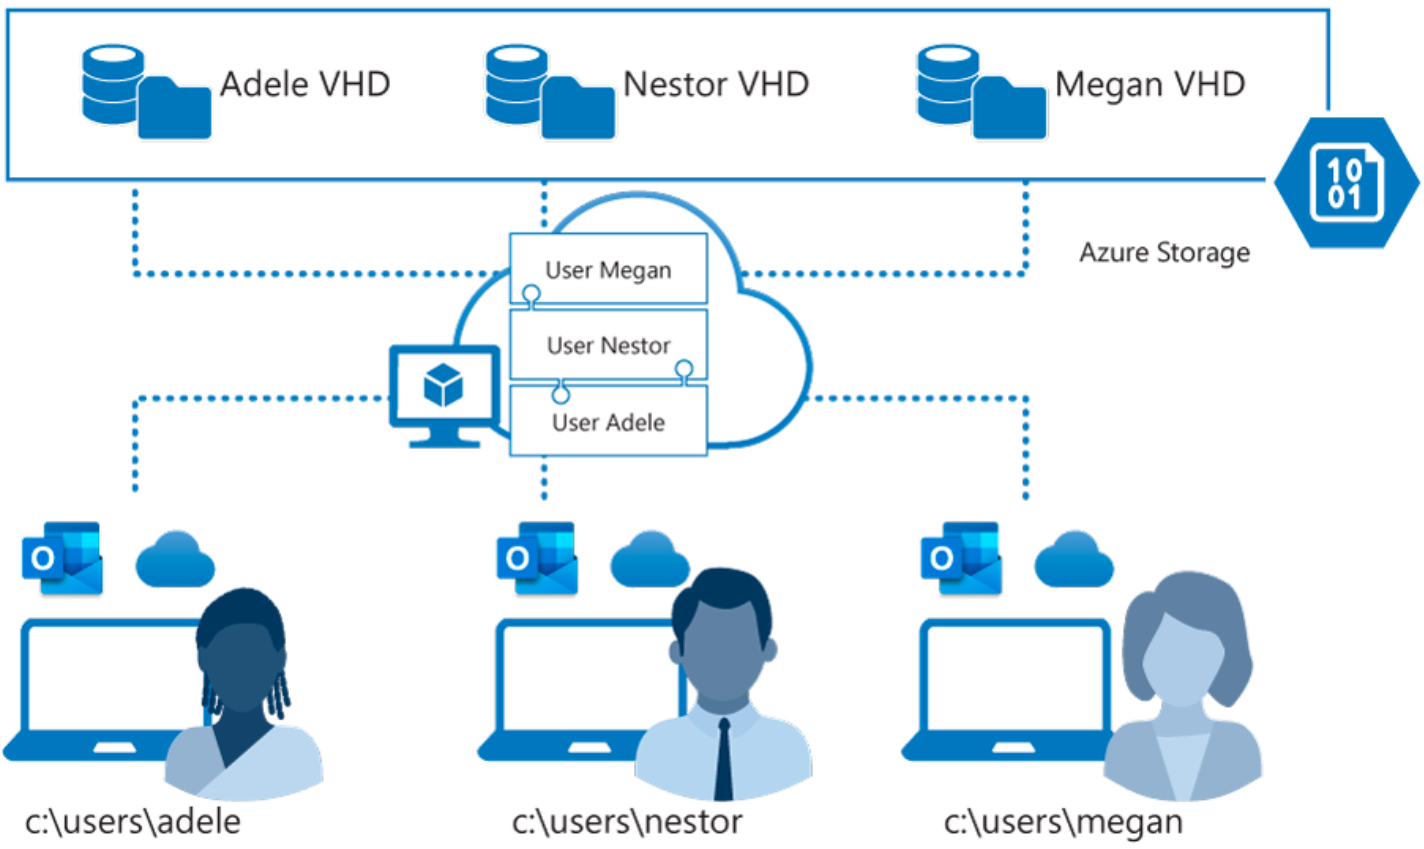 Adele VHD
Nestor VHD
Megan VHD
10
01
Azure Storage
User Megan
User Nestor
User Adele
O
O
O
c:\users\adele
c:\users\nestor
c:\users\megan